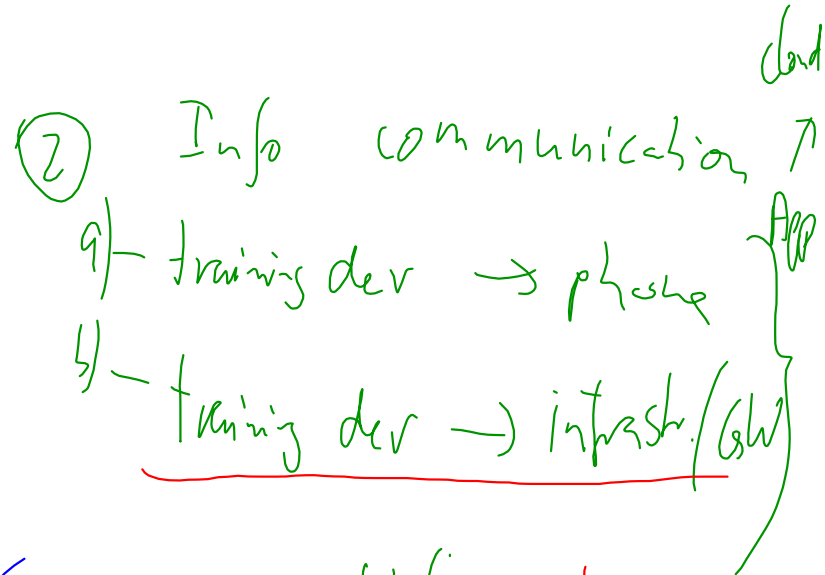 Cloud
② Info communication ↗
App
a) - training dev → phone
b) - training dev → infrastr. / GW